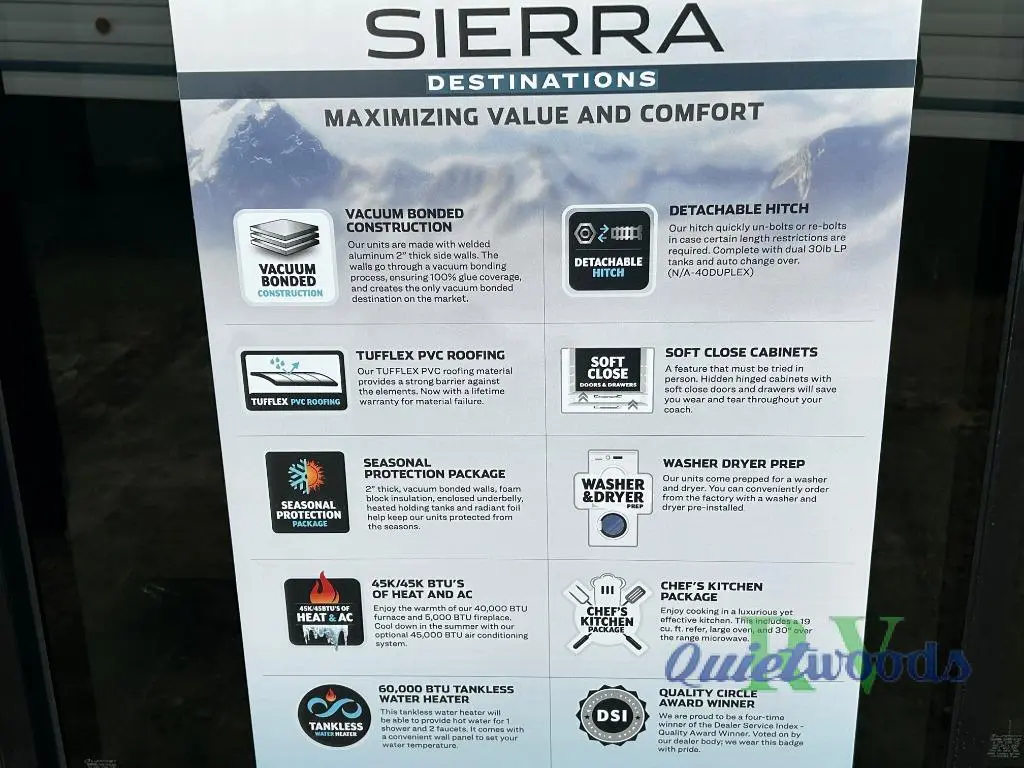 SIERRA
DESTINATIONS
MAXIMIZING VALUE AND COMFORT
VACUUM
BONDED
CONSTRUCTION
VACUUM BONDED
CONSTRUCTION
Our units are made with welded
aluminum 2" thick side walls. The
walls go through a vacuum bonding
process, ensuring 100% glue coverage,
and creates the only vacuum bonded
destination on the market.
DETACHABLE
HITCH
DETACHABLE HITCH
Our hitch quickly un-bolts or re-bolts
in case certain length restrictions are
required. Complete with dual 30lb LP
tanks and auto change over.
(N/A-40DUPLEX)
TUFFLEX PVC ROOFING
TUFFLEX PVC ROOFING
Our TUFFLEX PVC roofing material
provides a strong barrier against
the elements. Now with a lifetime
warranty for material failure.
SOFT
CLOSE
DOORS & DRAWERS
SOFT CLOSE CABINETS
A feature that must be tried in
person. Hidden hinged cabinets with
soft close doors and drawers will save
you wear and tear throughout your
coach.
SEASONAL
PROTECTION
PACKAGE
SEASONAL
PROTECTION PACKAGE
2" thick, vacuum bonded walls, foam
block insulation, enclosed underbelly,
heated holding tanks and radiant foil
help keep our units protected from
the seasons.
WASHER
&DRYER
PREP
WASHER DRYER PREP
Our units come prepped for a washer
and dryer. You can conveniently order
from the factory with a washer and
dryer pre-installed.
45K/45BTU'S OF
HEAT & AC
45K/45K BTU'S
OF HEAT AND AC
Enjoy the warmth of our 40,000 BTU
furnace and 5,000 BTU fireplace.
Cool down in the summer with our
optional 45,000 BTU air conditioning
system.
CHEF'S
KITCHEN
PACKAGE
CHEF'S KITCHEN
PACKAGE
Enjoy cooking in a luxurious yet
effective kitchen. This includes a 19
cu. ft. refer, large oven, and 30" over
the range microwave.
TANKLESS
WATER HEATER
60,000 BTU TANKLESS
WATER HEATER
This tankless water heater will
be able to provide hot water for 1
shower and 2 faucets. It comes with
a convenient wall panel to set your
water temperature.
DSI
QUALITY CIRCLE
AWARD WINNER
We are proud to be a four-time
winner of the Dealer Service Index -
Quality Award Winner. Voted on by
our dealer body; we wear this badge
with pride.
Quietwoods
RV